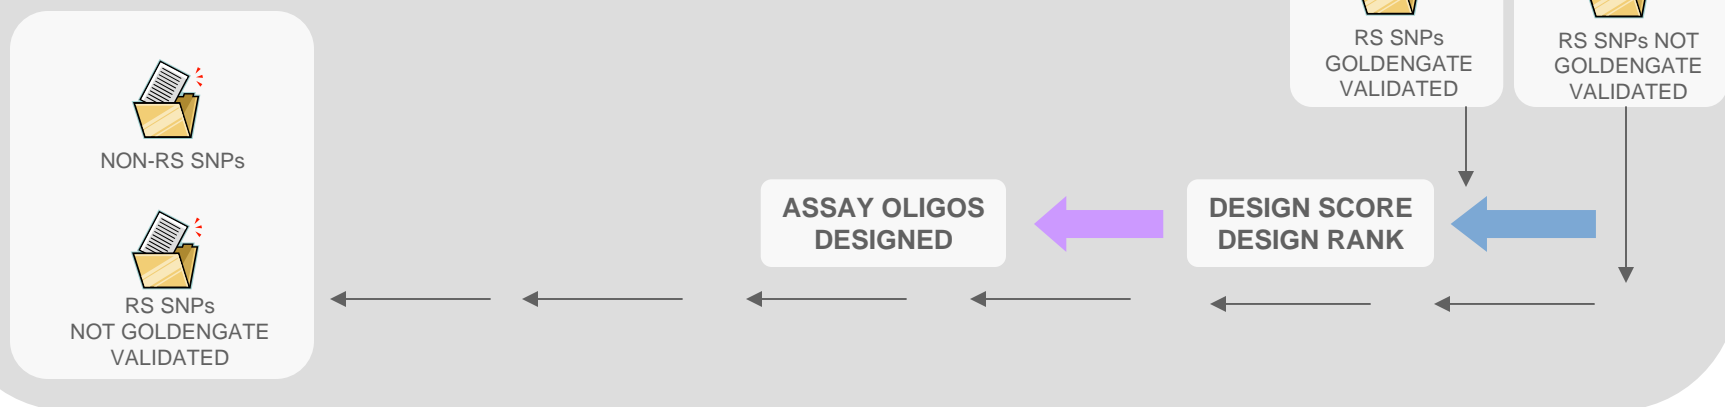 RS SNPs
GOLDENGATE
VALIDATED
RS SNPs NOT
GOLDENGATE
VALIDATED
NON-RS SNPs
ASSAY OLIGOS
DESIGNED
DESIGN SCORE
DESIGN RANK
RS SNPs
NOT GOLDENGATE
VALIDATED